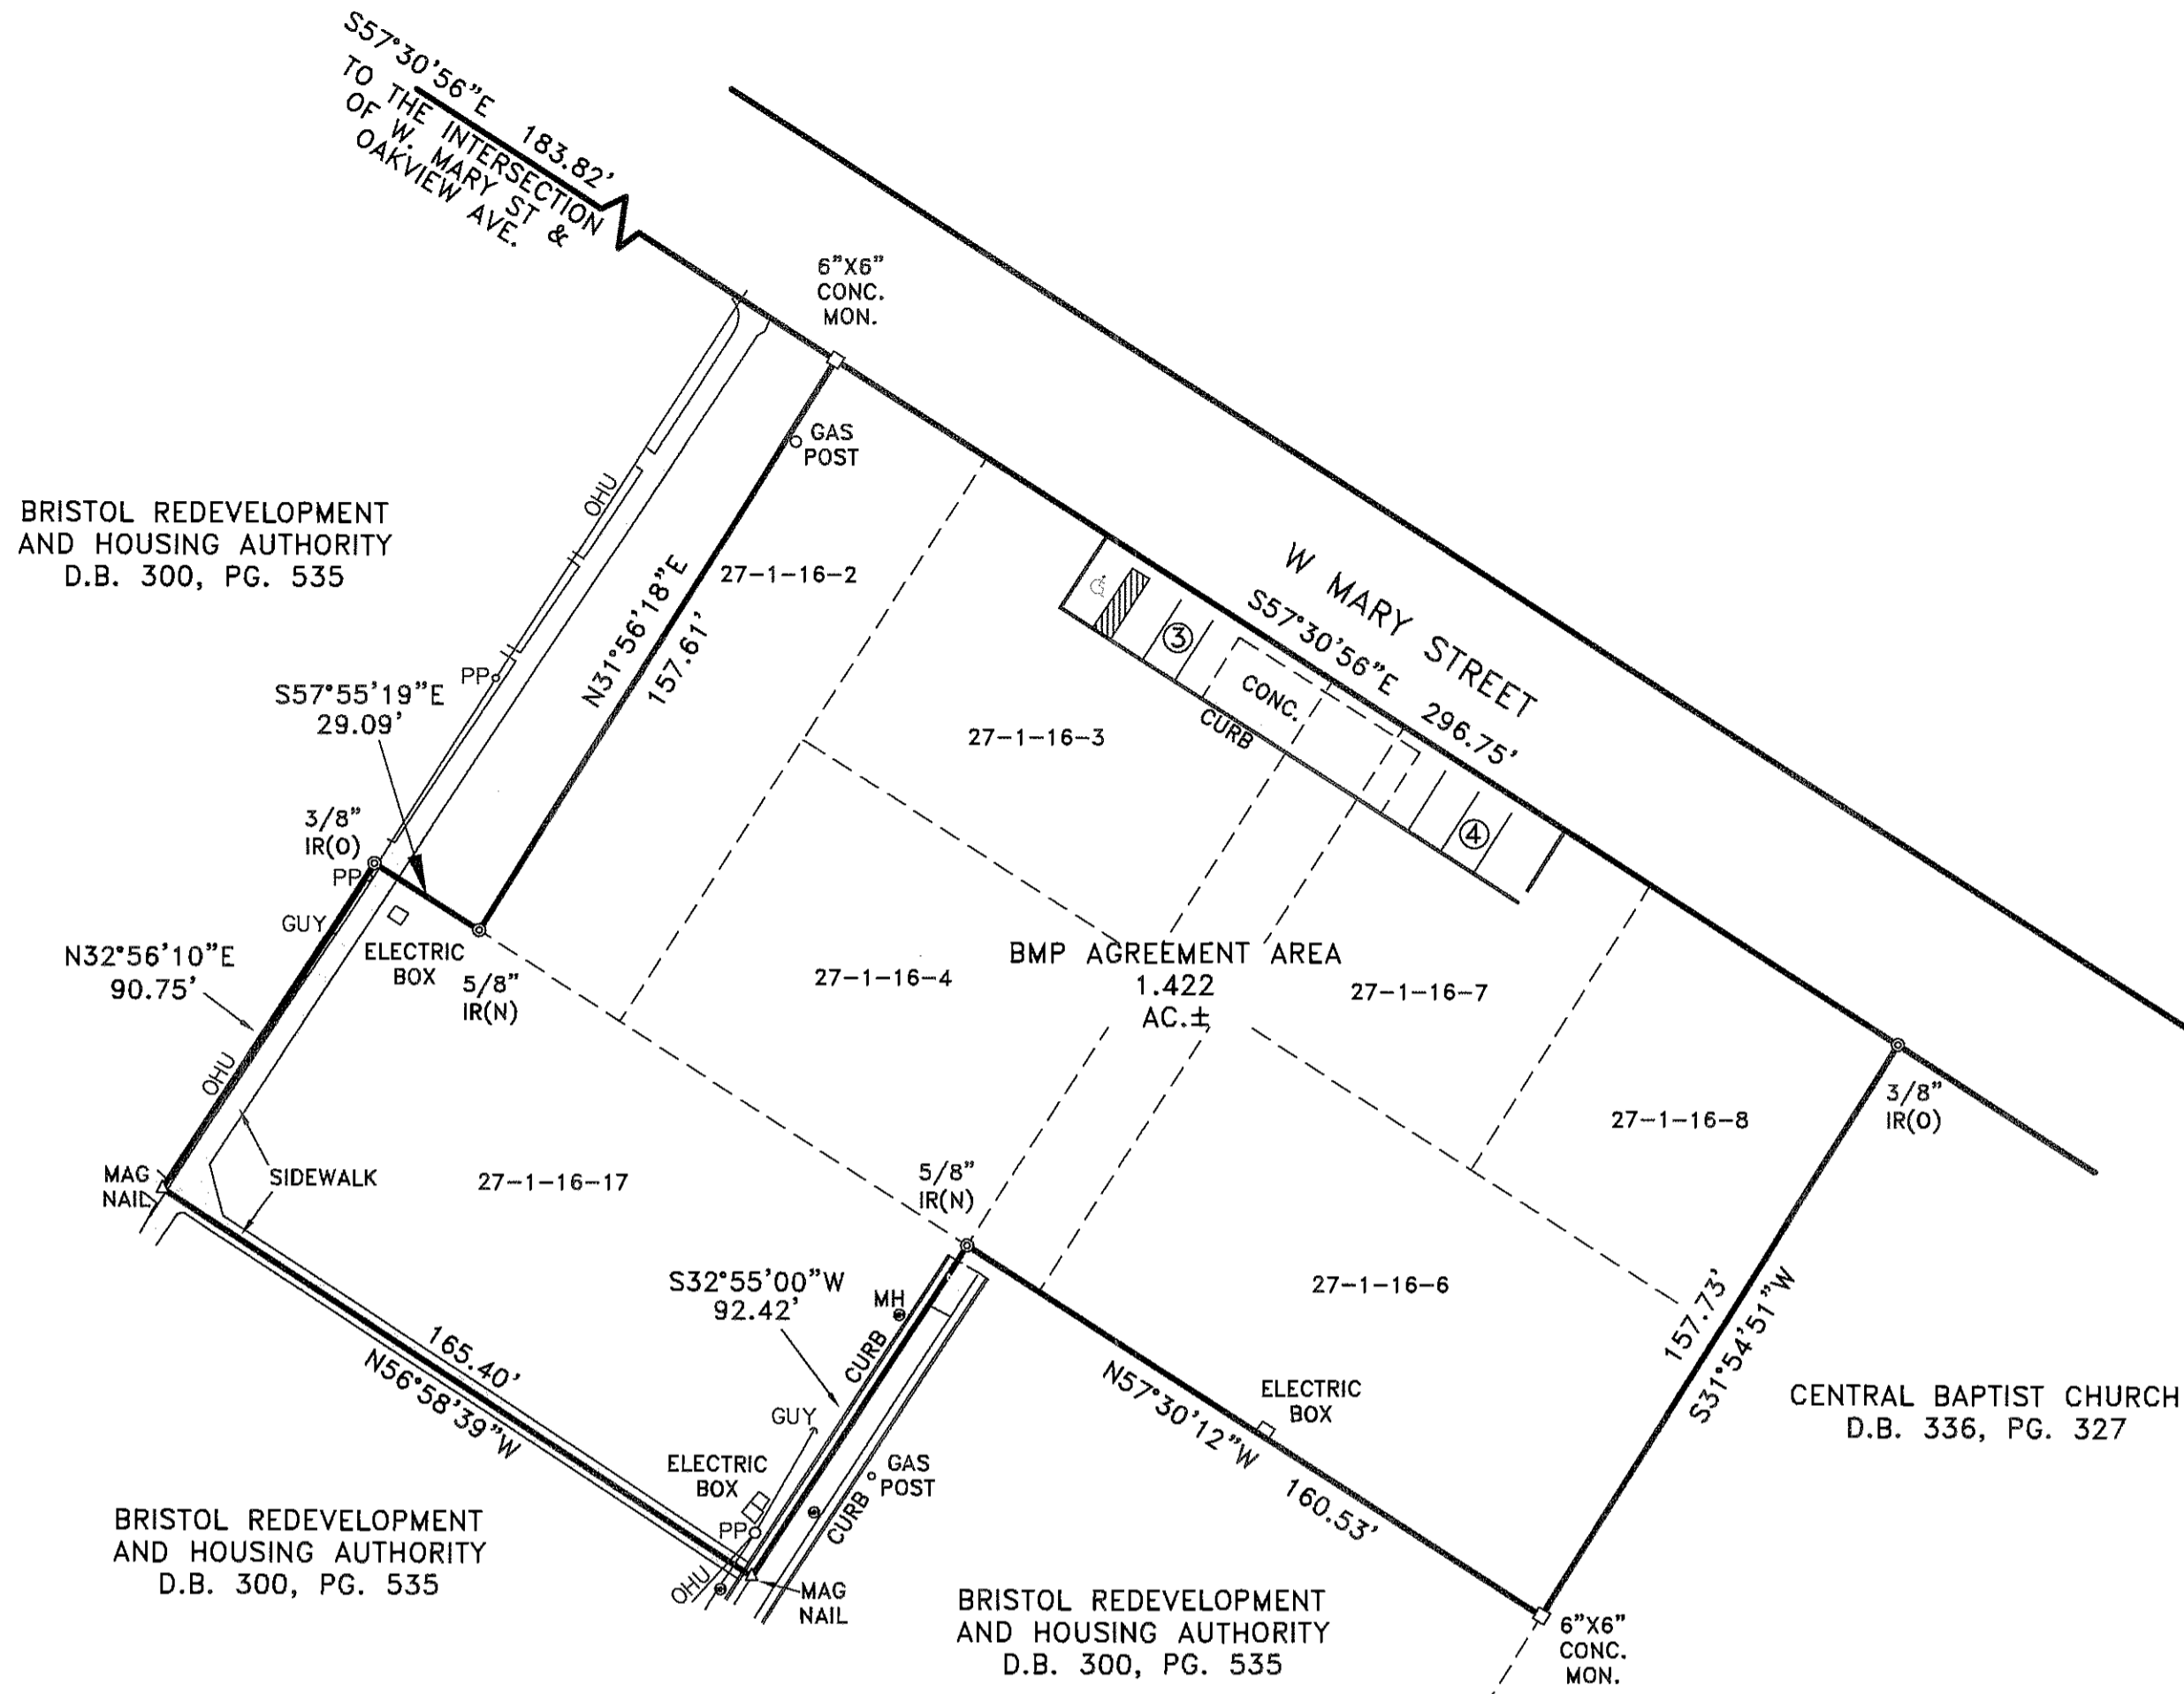 S57°30'56"E 183.82'
TO THE INTERSECTION
OF W. MARY ST &
OAKVIEW AVE.
6"X6"
CONC.
MON.
GAS
POST
OHU
BRISTOL REDEVELOPMENT
AND HOUSING AUTHORITY
D.B. 300, PG. 535
27-1-16-2
N31°56'18"E
157.61'
W MARY STREET
S57°30'56"E 296.75'
3
CONC.
CURB
4
PP
S57°55'19"E
29.09'
27-1-16-3
3/8"
IR(O)
PP
GUY
ELECTRIC
BOX
5/8"
IR(N)
N32°56'10"E
90.75'
OHU
BMP AGREEMENT AREA
1.422
AC.±
27-1-16-4
27-1-16-7
27-1-16-8
3/8"
IR(O)
MAG
NAIL
SIDEWALK
27-1-16-17
5/8"
IR(N)
S32°55'00"W
92.42'
MH
CURB
27-1-16-6
157.73'
S31°54'51"W
165.40'
N56°58'39"W
N57°30'12"W 160.53'
ELECTRIC
BOX
CENTRAL BAPTIST CHURCH
D.B. 336, PG. 327
GUY
ELECTRIC
BOX
GAS
POST
CURB
PP
OHU
MAG
NAIL
BRISTOL REDEVELOPMENT
AND HOUSING AUTHORITY
D.B. 300, PG. 535
BRISTOL REDEVELOPMENT
AND HOUSING AUTHORITY
D.B. 300, PG. 535
6"X6"
CONC.
MON.